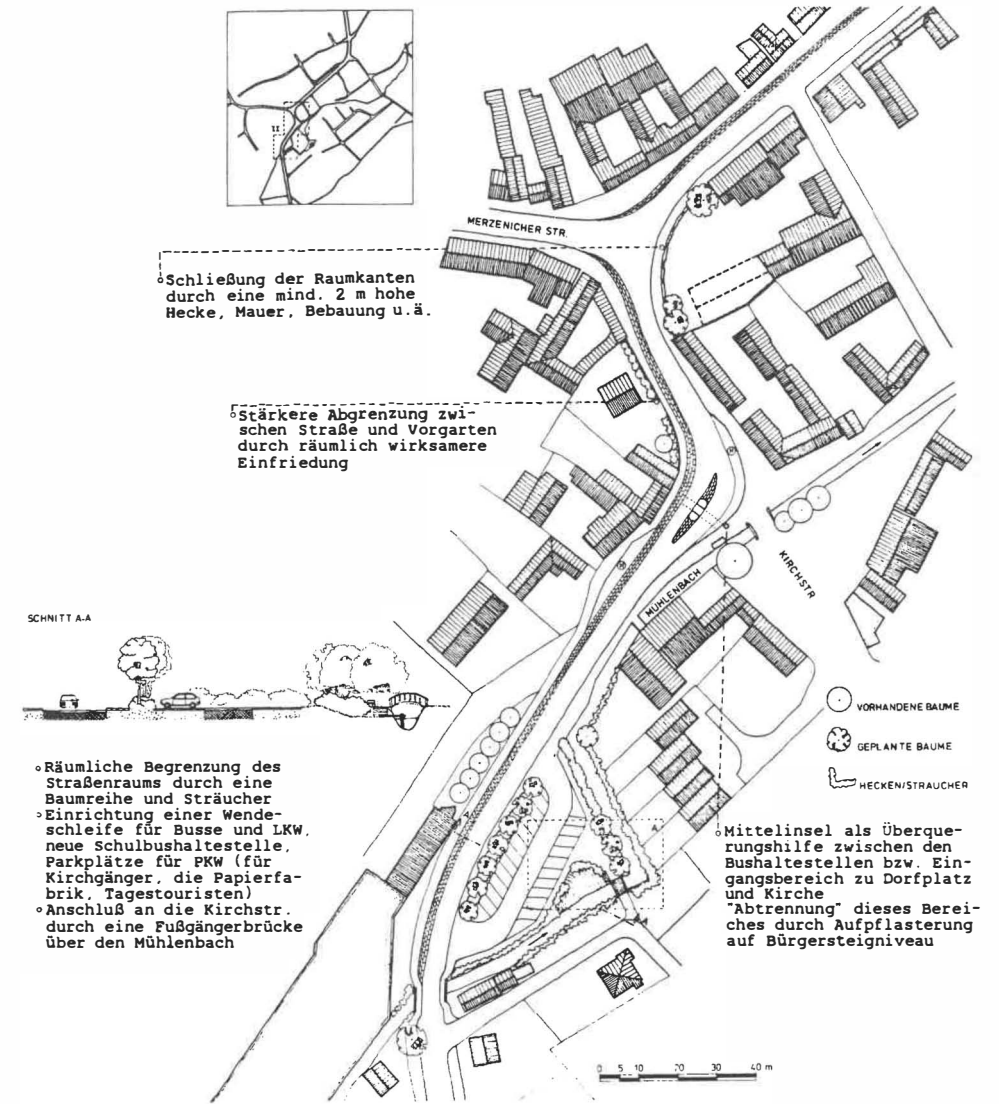 II
MERZENICHER STR.
Schließung der Raumkanten
durch eine mind. 2 m hohe
Hecke, Mauer, Bebauung u.ä.
Stärkere Abgrenzung zwi-
schen Straße und Vorgarten
durch räumlich wirksamere
Einfriedung
KIRCHSTR
MÜHLENBACH
SCHNITT A-A
VORHANDENE BÄUME
GEPLANTE BÄUME
HECKEN/STRÄUCHER
Räumliche Begrenzung des
Straßenraums durch eine
Baumreihe und Sträucher
Einrichtung einer Wende-
schleife für Busse und LKW,
neue Schulbushaltestelle,
Parkplätze für PKW (für
Kirchgänger, die Papierfa-
brik, Tagestouristen)
Anschluß an die Kirchstr.
durch eine Fußgängerbrücke
über den Mühlenbach
Mittelinsel als Überque-
rungshilfe zwischen den
Bushaltestellen bzw. Ein-
gangsbereich zu Dorfplatz
und Kirche
"Abtrennung" dieses Berei-
ches durch Aufpflasterung
auf Bürgersteigniveau
A
A
0 5 10 20 30 40 m